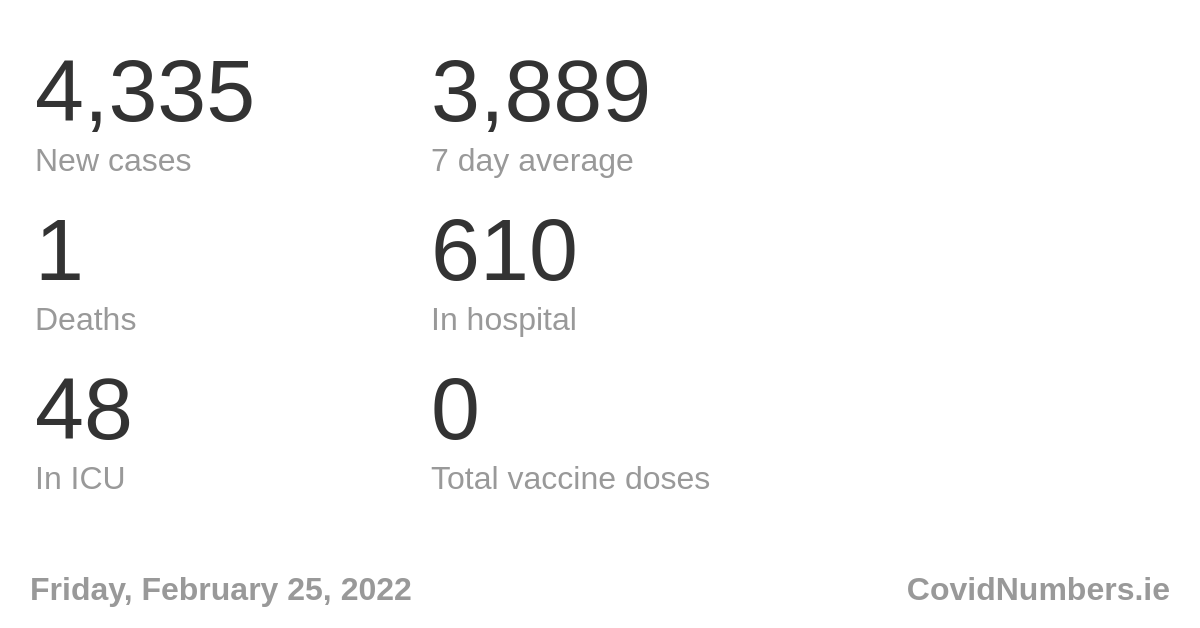 4,335 3,889
New cases 7 day average
1 610
Deaths In hospital
48 0
In ICU Total vaccine doses
Friday, February 25, 2022 CovidNumbers.ie